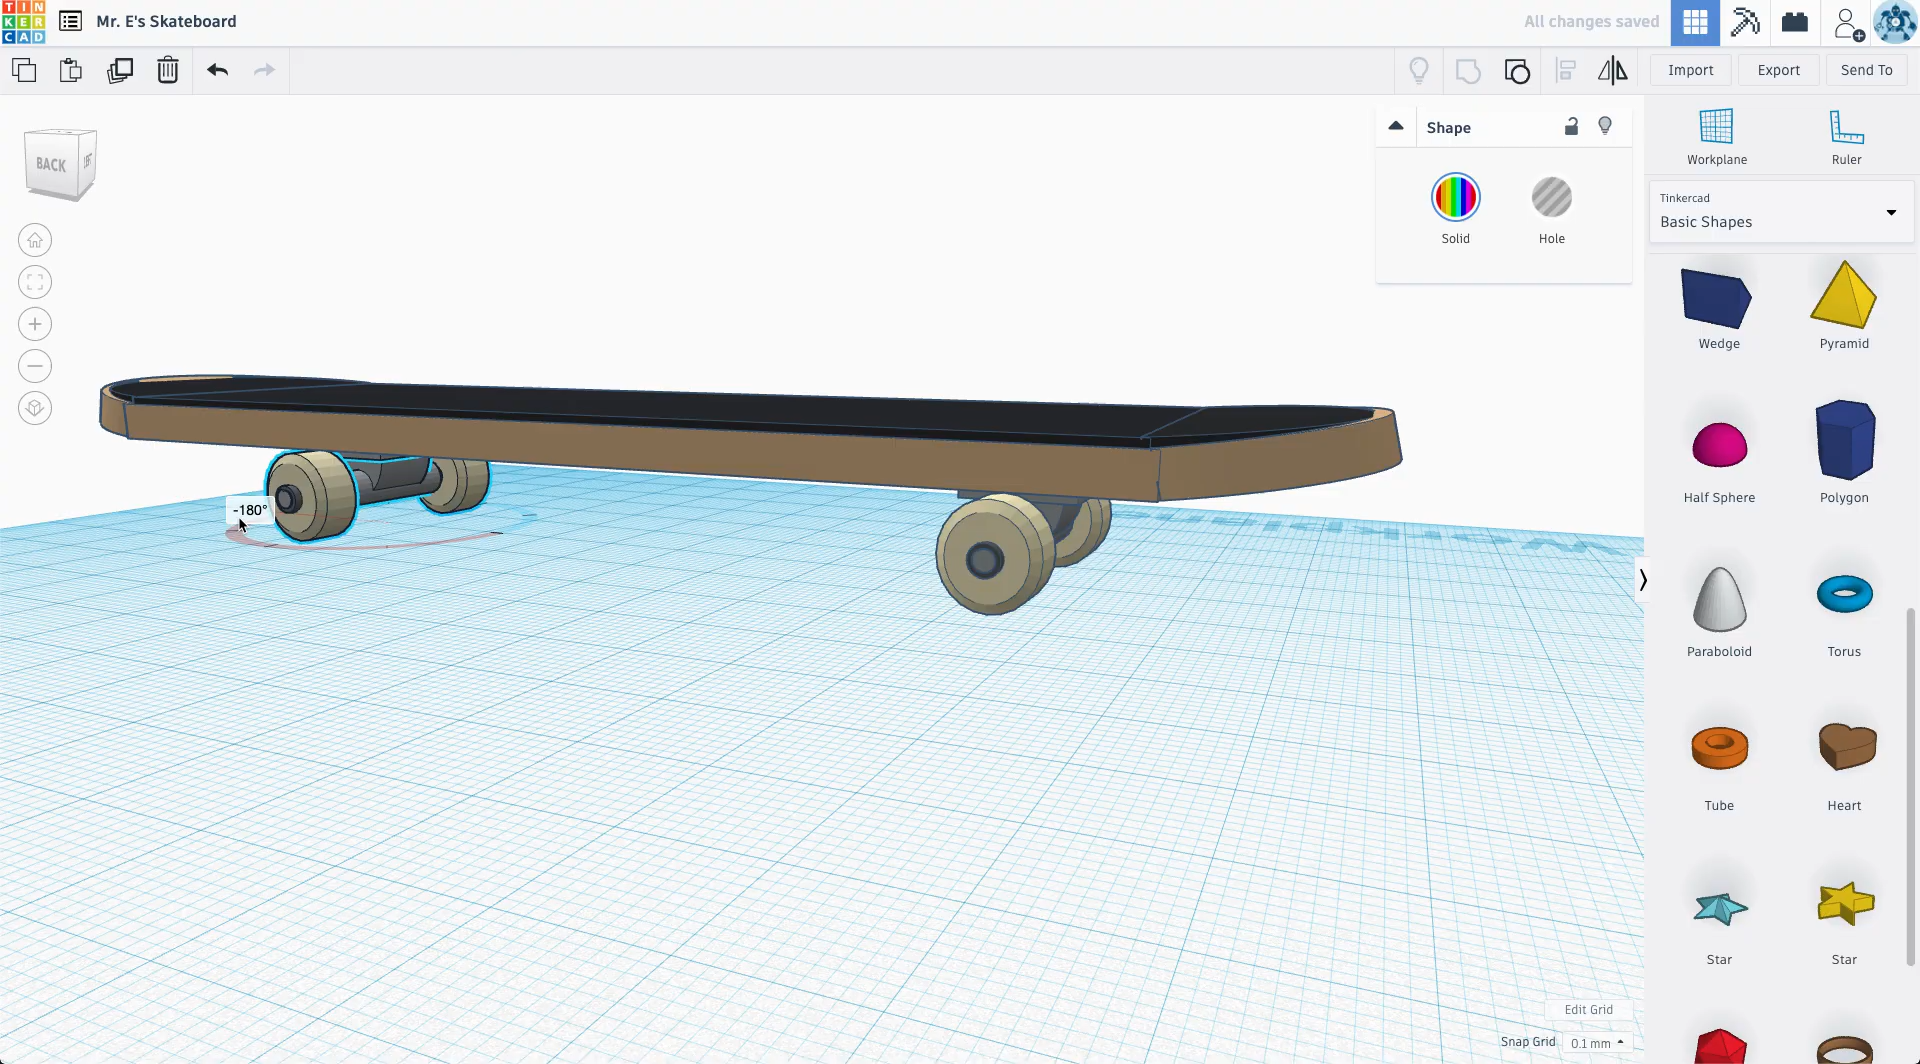 TIN
KER
CAD
Mr. E's Skateboard
All changes saved
Import
Export
Send To
BACK
Shape
Solid
Hole
Workplane
Ruler
Tinkercad
Basic Shapes
Wedge
Pyramid
Half Sphere
Polygon
Paraboloid
Torus
Tube
Heart
Star
Star
-180°
Edit Grid
Snap Grid
0.1 mm